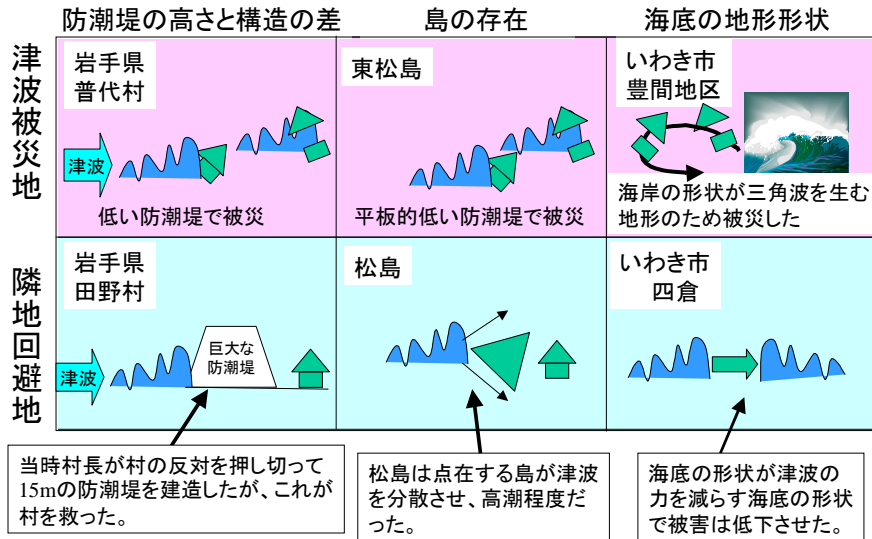 防潮堤の高さと構造の差
島の存在
海底の地形形状
津波被災地
岩手県
普代村
津波
低い防潮堤で被災
東松島
平板的低い防潮堤で被災
いわき市
豊間地区
海岸の形状が三角波を生む
地形のため被災した
隣地回避地
岩手県
田野村
津波
巨大な
防潮堤
松島
いわき市
四倉
当時村長が村の反対を押し切って
15mの防潮堤を建造したが、これが
村を救った。
松島は点在する島が津波
を分散させ、高潮程度だ
った。
海底の形状が津波の
力を減らす海底の形状
で被害は低下させた。